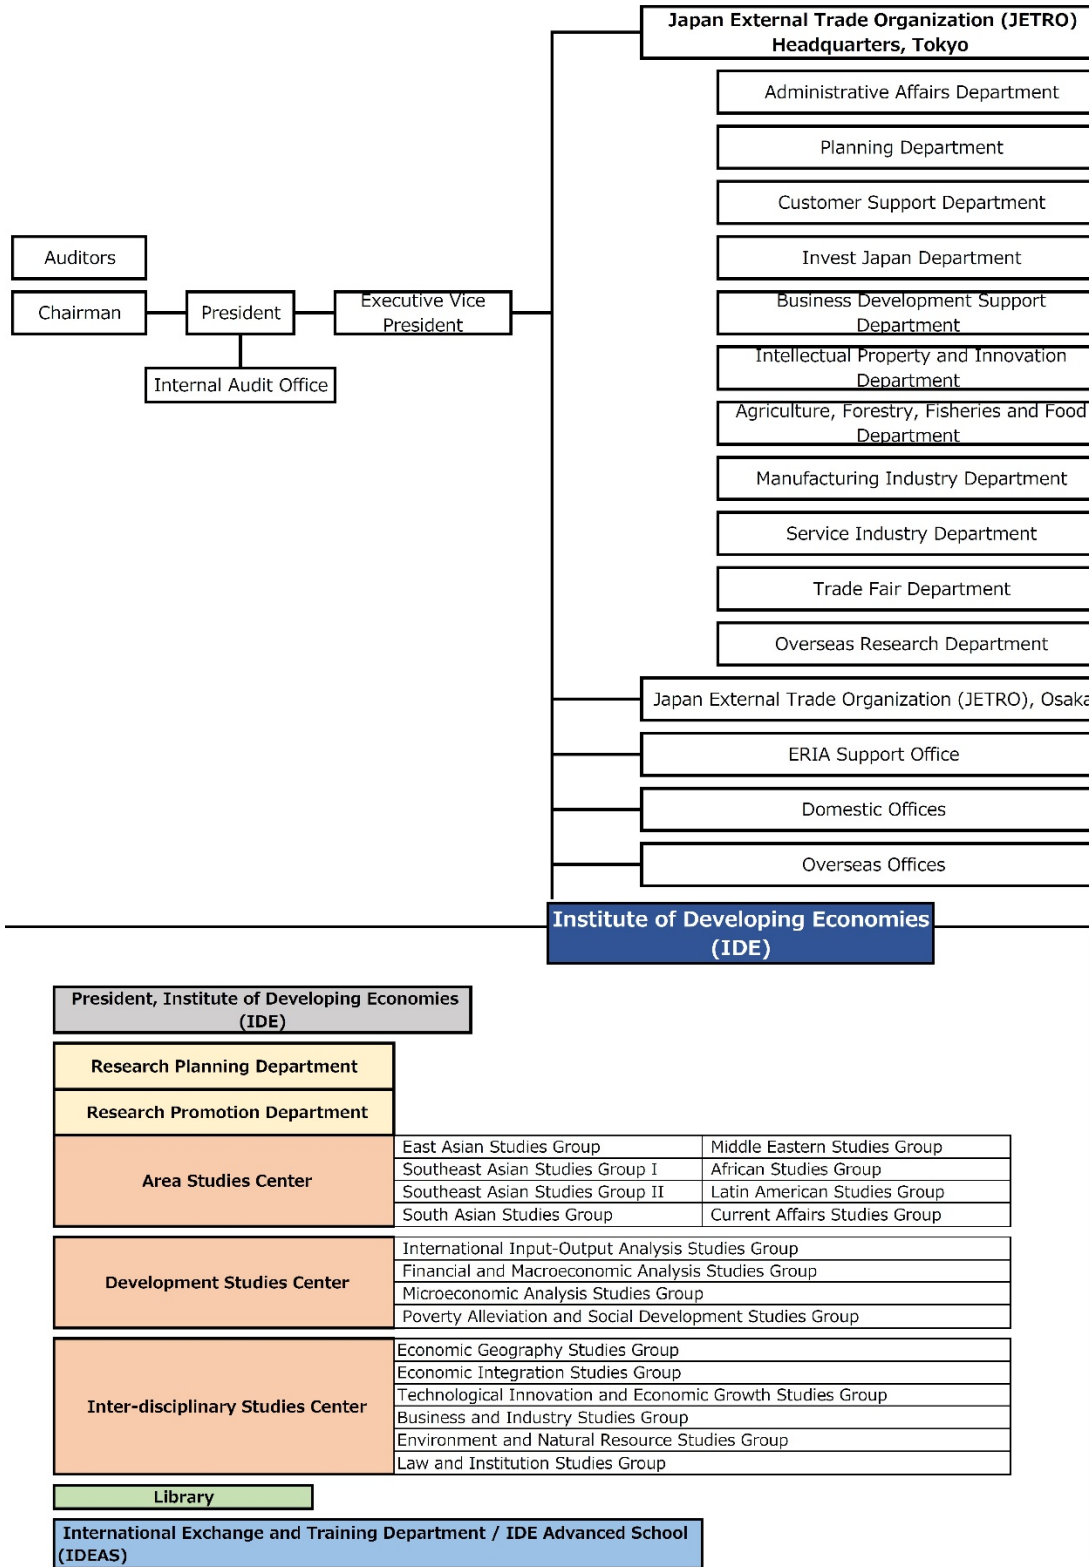 Japan External Trade Organization (JETRO)
Headquarters, Tokyo
Administrative Affairs Department
Planning Department
Customer Support Department
Invest Japan Department
Business Development Support
Department
Intellectual Property and Innovation
Department
Agriculture, Forestry, Fisheries and Food
Department
Manufacturing Industry Department
Service Industry Department
Trade Fair Department
Overseas Research Department
Auditors
Chairman
President
Executive Vice
President
Internal Audit Office
Japan External Trade Organization (JETRO), Osaka
ERIA Support Office
Domestic Offices
Overseas Offices
Institute of Developing Economies
(IDE)
President, Institute of Developing Economies
(IDE)
Research Planning Department
Research Promotion Department
Area Studies Center
East Asian Studies Group
Middle Eastern Studies Group
Southeast Asian Studies Group I
African Studies Group
Southeast Asian Studies Group II
Latin American Studies Group
South Asian Studies Group
Current Affairs Studies Group
Development Studies Center
International Input-Output Analysis Studies Group
Financial and Macroeconomic Analysis Studies Group
Microeconomic Analysis Studies Group
Poverty Alleviation and Social Development Studies Group
Inter-disciplinary Studies Center
Economic Geography Studies Group
Economic Integration Studies Group
Technological Innovation and Economic Growth Studies Group
Business and Industry Studies Group
Environment and Natural Resource Studies Group
Law and Institution Studies Group
Library
International Exchange and Training Department / IDE Advanced School
(IDEAS)